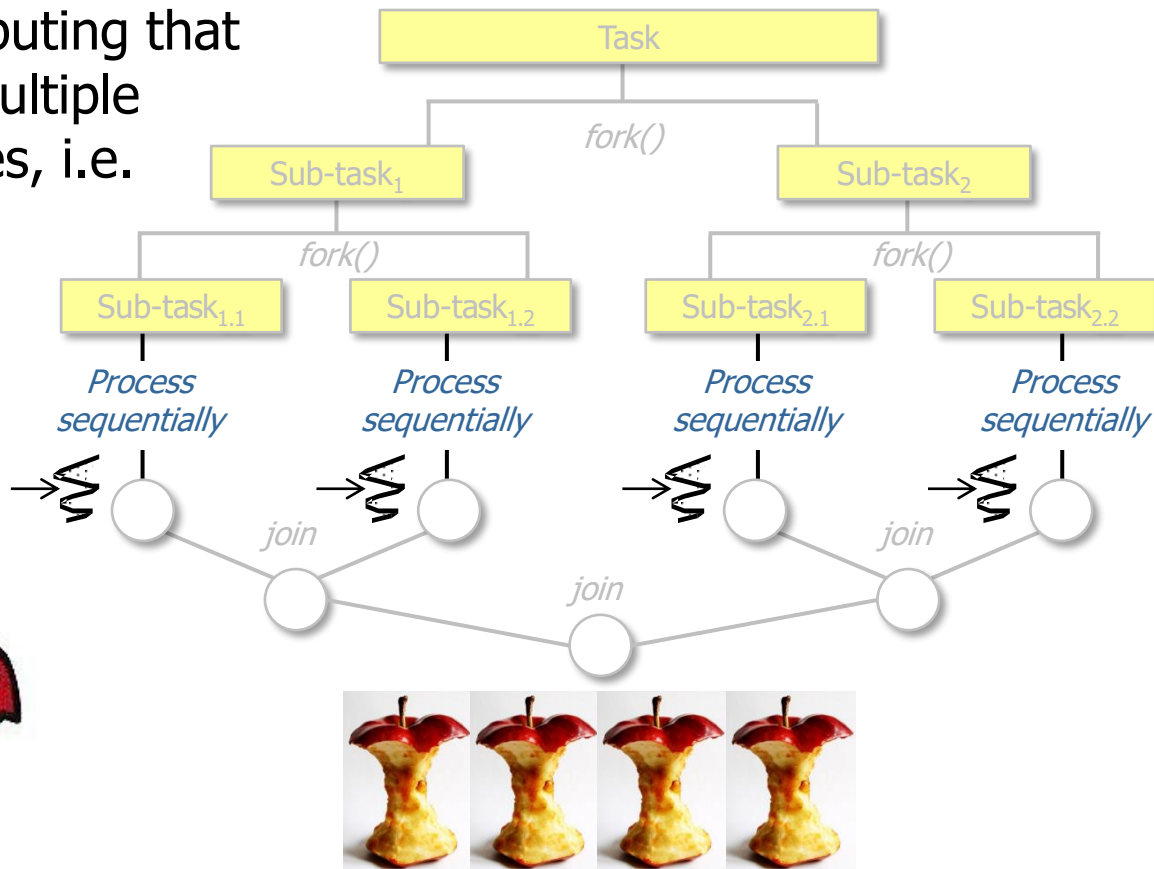 puting that
ultiple
es, i.e.
Task
fork()
Sub-task1
Sub-task2
fork()
fork()
Sub-task1.1
Sub-task1.2
Sub-task2.1
Sub-task2.2
Process
sequentially
Process
sequentially
Process
sequentially
Process
sequentially
join
join
join